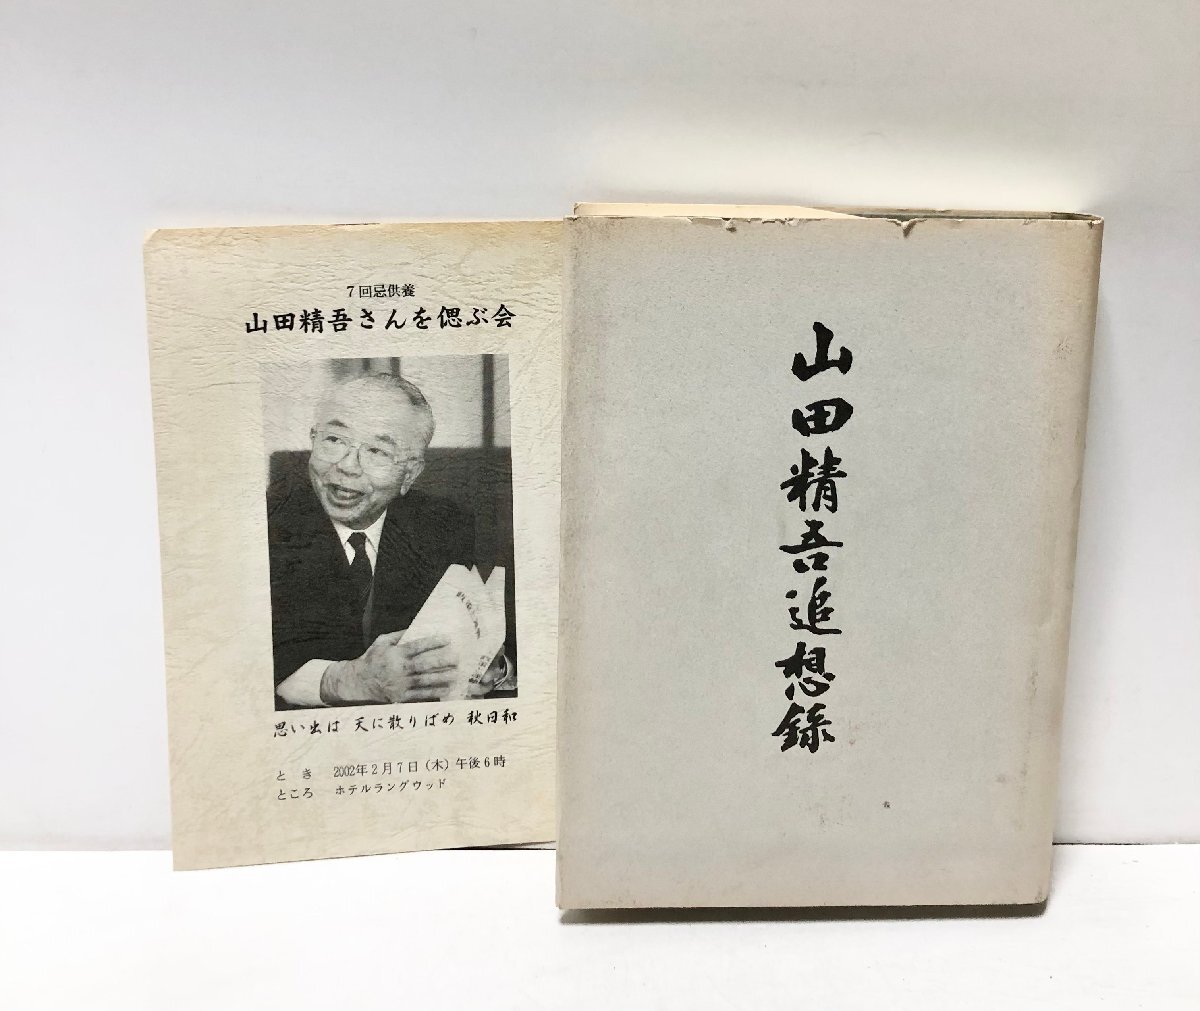 7回忌供養
山田精吾さんを偲ぶ会
思い出は 天に散りばめ 秋日和
とき 2002年2月7日(木)午後6時
ところ ホテルラングウッド
山田精吾追想録